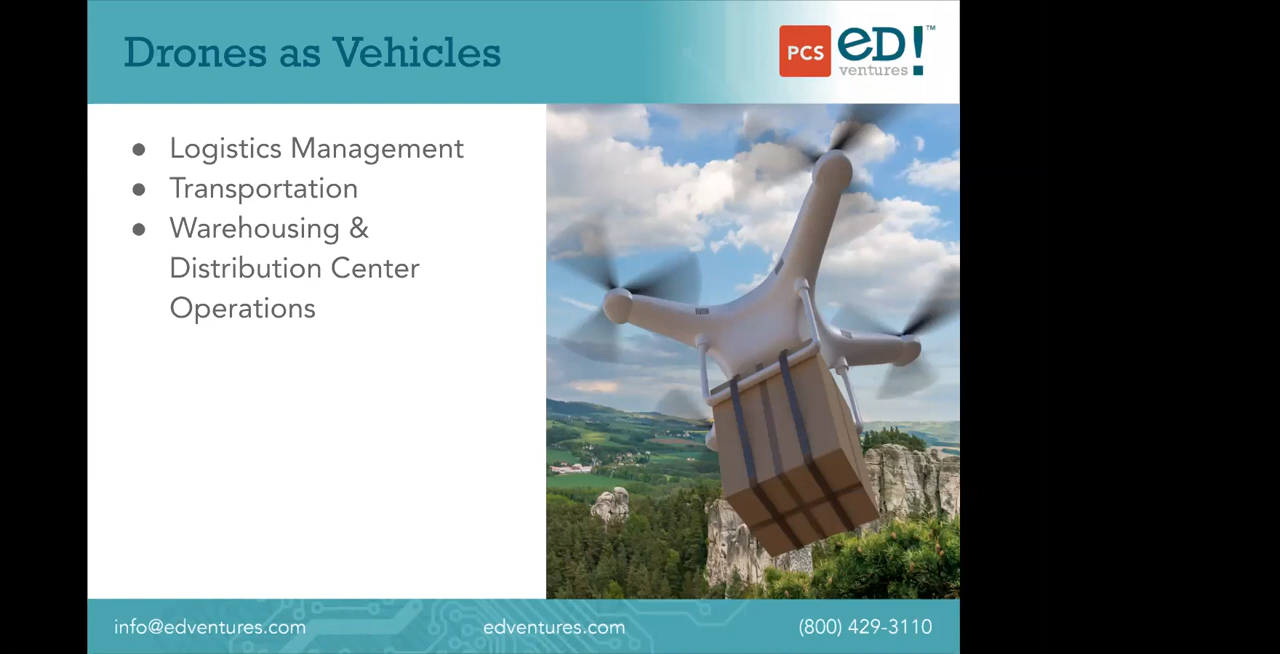 Drones as Vehicles
PCS eD!™
ventures
● Logistics Management
● Transportation
● Warehousing &
Distribution Center
Operations
info@edventures.com edventures.com (800) 429-3110